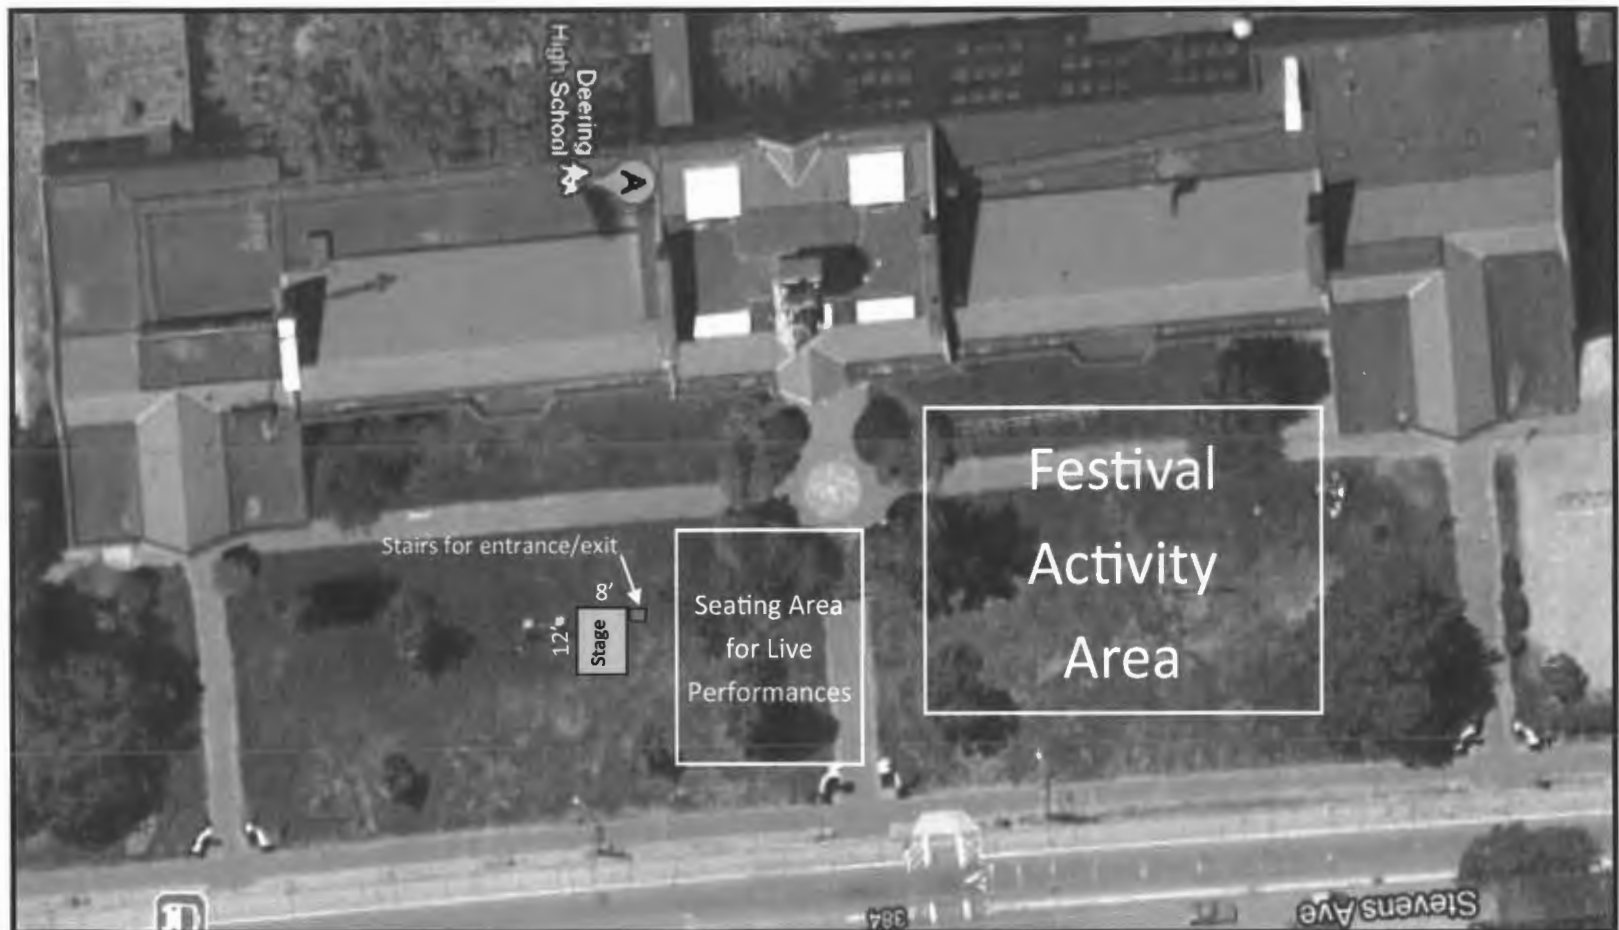 Deering
High School
A
Stairs for entrance/exit
8'
12'
Stage
Seating Area
for Live
Performances
Festival
Activity
Area
384
Stevens Ave